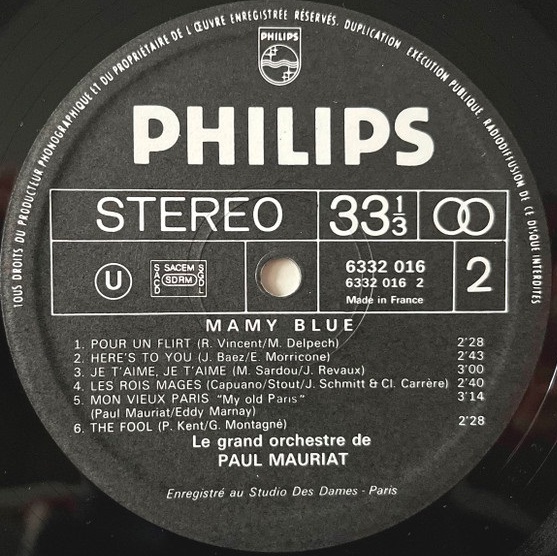 TOUS DROITS DU PRODUCTEUR PHONOGRAPHIQUE ET DU PROPRIÉTAIRE DE L'ŒUVRE ENREGISTRÉE RÉSERVÉS. DUPLICATION EXÉCUTION PUBLIQUE, RADIODIFFUSION DE CE DISQUE INTERDITES
PHILIPS
PHILIPS
STEREO 33 1/3
U SACEM SACD SDRM SGDL
6332 016
6332 016 2
Made in France
2
MAMY BLUE
1. POUR UN FLIRT (R. Vincent/M. Delpech) 2'28
2. HERE'S TO YOU (J. Baez/E. Morricone) 2'43
3. JE T'AIME, JE T'AIME (M. Sardou/J. Revaux) 3'00
4. LES ROIS MAGES (Capuano/Stout/J. Schmitt & Cl. Carrère) 2'40
5. MON VIEUX PARIS "My old Paris" 3'14
(Paul Mauriat/Eddy Marnay)
6. THE FOOL (P. Kent/G. Montagné) 2'28
Le grand orchestre de
PAUL MAURIAT
Enregistré au Studio Des Dames - Paris